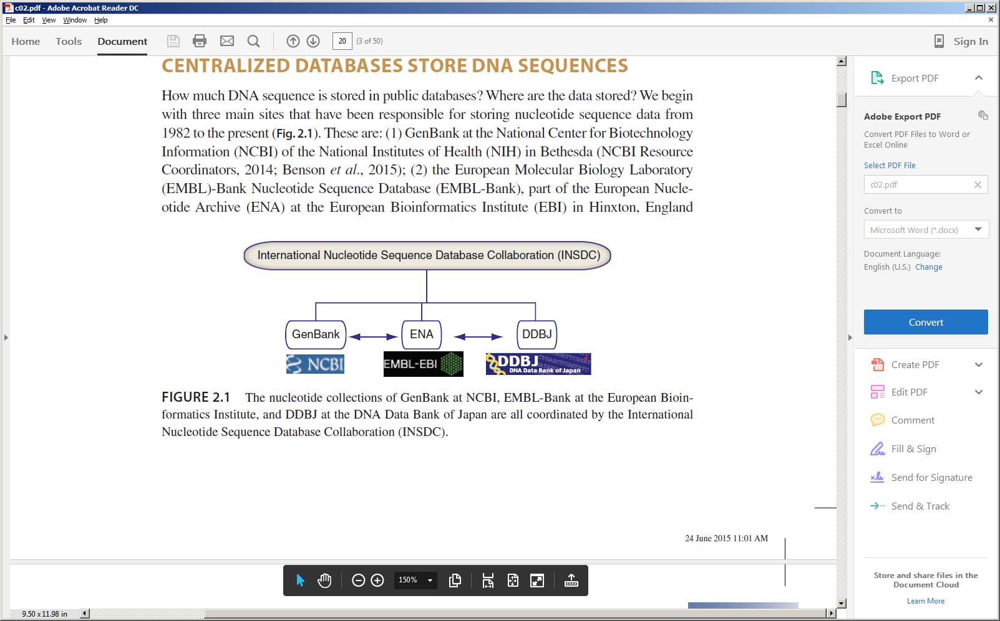 c02.pdf - Adobe Acrobat Reader DC
File Edit View Window Help
Home Tools Document 20 (3 of 50) Sign In
CENTRALIZED DATABASES STORE DNA SEQUENCES
How much DNA sequence is stored in public databases? Where are the data stored? We begin
with three main sites that have been responsible for storing nucleotide sequence data from
1982 to the present (Fig. 2.1). These are: (1) GenBank at the National Center for Biotechnology
Information (NCBI) of the National Institutes of Health (NIH) in Bethesda (NCBI Resource
Coordinators, 2014; Benson et al., 2015); (2) the European Molecular Biology Laboratory
(EMBL)-Bank Nucleotide Sequence Database (EMBL-Bank), part of the European Nucle-
otide Archive (ENA) at the European Bioinformatics Institute (EBI) in Hinxton, England
International Nucleotide Sequence Database Collaboration (INSDC)
GenBank ENA DDBJ
NCBI EMBL-EBI DDBJ
DNA Data Bank of Japan
FIGURE 2.1 The nucleotide collections of GenBank at NCBI, EMBL-Bank at the European Bioin-
formatics Institute, and DDBJ at the DNA Data Bank of Japan are all coordinated by the International
Nucleotide Sequence Database Collaboration (INSDC).
24 June 2015 11:01 AM
150%
9.50 x 11.98 in
Export PDF
Adobe Export PDF
Convert PDF Files to Word or
Excel Online
Select PDF File
c02.pdf
Convert to
Microsoft Word (*.docx)
Document Language:
English (U.S.) Change
Convert
Create PDF
Edit PDF
Comment
Fill & Sign
Send for Signature
Send & Track
Store and share files in the
Document Cloud
Learn More